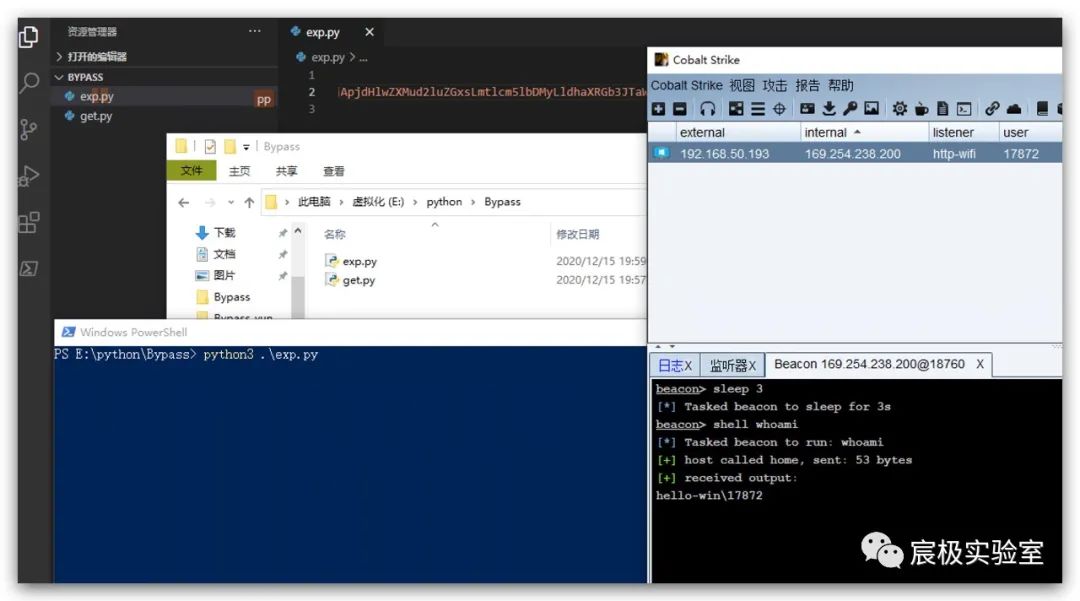 资源管理器
打开的编辑器
BYPASS
exp.py
get.py
pp
exp.py
exp.py > ...
1
2
3
Bypass
文件 主页 共享 查看
此电脑 > 虚拟化 (E:) > python > Bypass
下载
文档
图片
Bypass
名称 修改日期
exp.py 2020/12/15 19:59
get.py 2020/12/15 19:57
Windows PowerShell
PS E:\python\Bypass> python3 .\exp.py
Cobalt Strike
Cobalt Strike 视图 攻击 报告 帮助
external internal listener user
192.168.50.193 169.254.238.200 http-wifi 17872
日志X 监听器X Beacon 169.254.238.200@18760 X
beacon> sleep 3
[*] Tasked beacon to sleep for 3s
beacon> shell whoami
[*] Tasked beacon to run: whoami
[+] host called home, sent: 53 bytes
[+] received output:
hello-win\17872
宸极实验室